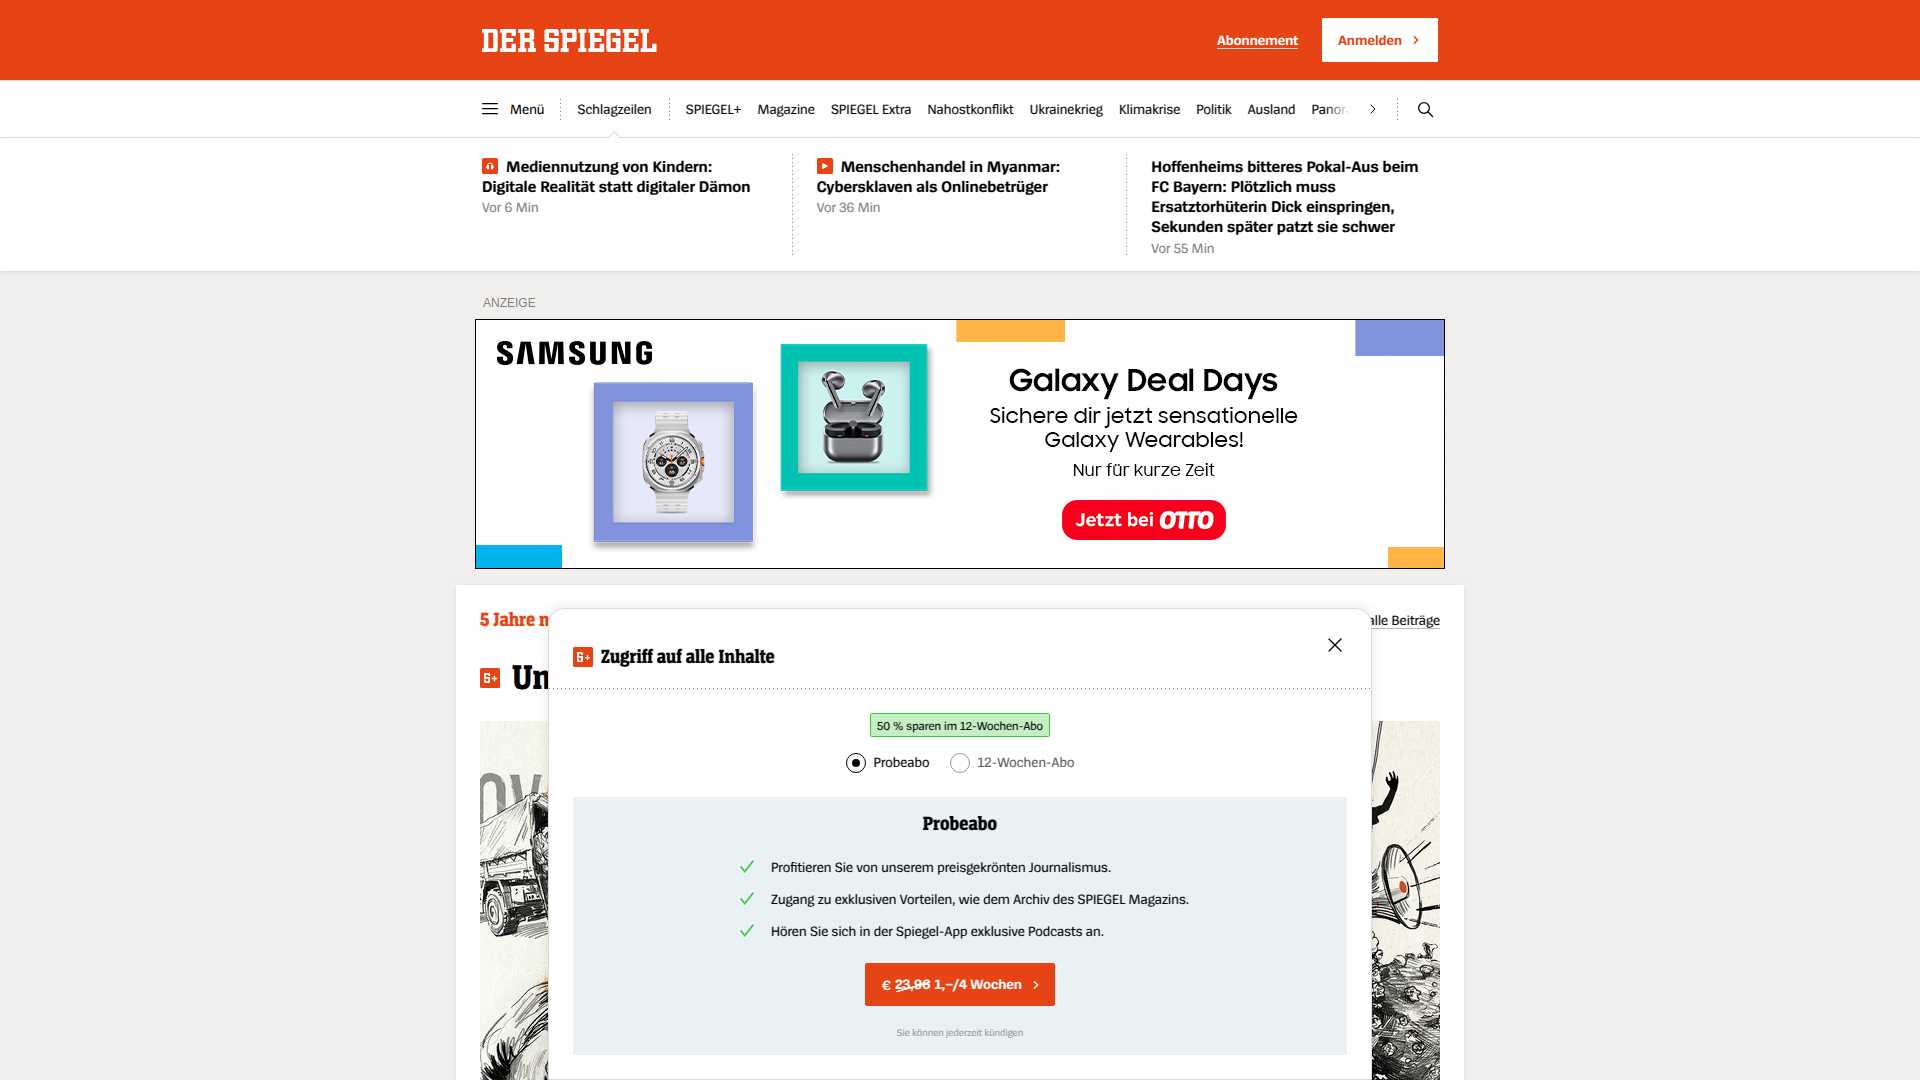 DER SPIEGEL
Abonnement
Anmelden
Menü
Schlagzeilen
SPIEGEL+
Magazine
SPIEGEL Extra
Nahostkonflikt
Ukrainekrieg
Klimakrise
Politik
Ausland
Mediennutzung von Kindern:
Digitale Realität statt digitaler Dämon
Vor 6 Min
Menschenhandel in Myanmar:
Cybersklaven als Onlinebetrüger
Vor 36 Min
Hoffenheims bitteres Pokal-Aus beim
FC Bayern: Plötzlich muss
Ersatztorhüterin Dick einspringen,
Sekunden später patzt sie schwer
Vor 55 Min
ANZEIGE
SAMSUNG
Galaxy Deal Days
Sichere dir jetzt sensationelle
Galaxy Wearables!
Nur für kurze Zeit
Jetzt bei OTTO
5 Jahre
alle Beiträge
Zugriff auf alle Inhalte
50 % sparen im 12-Wochen-Abo
Probeabo
12-Wochen-Abo
Probeabo
Profitieren Sie von unserem preisgekrönten Journalismus.
Zugang zu exklusiven Vorteilen, wie dem Archiv des SPIEGEL Magazins.
Hören Sie sich in der Spiegel-App exklusive Podcasts an.
€ 23,96 1,–/4 Wochen
Sie können jederzeit kündigen